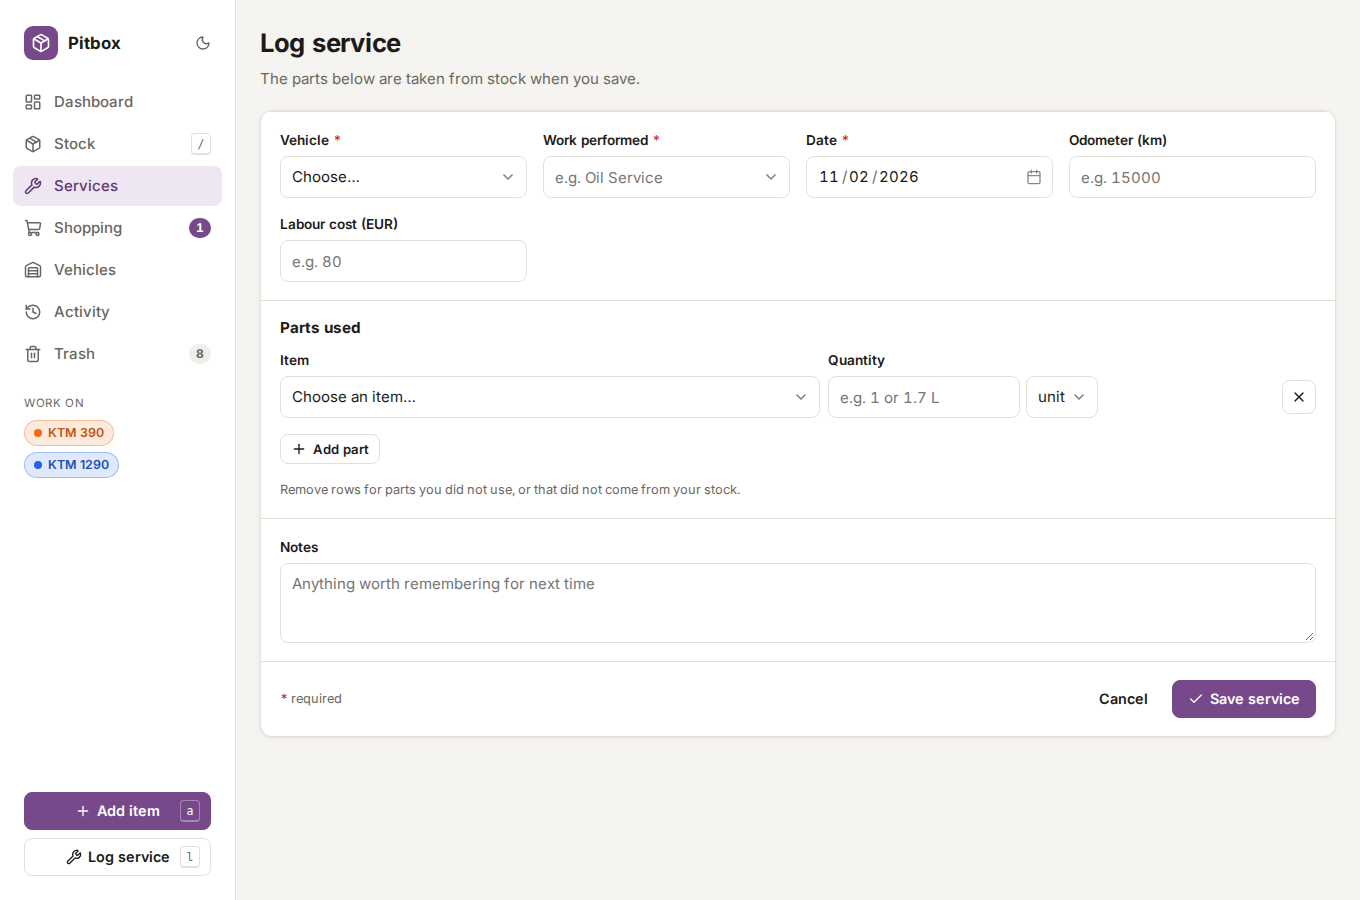 Pitbox
Dashboard
Stock /
Services
Shopping 1
Vehicles
Activity
Trash 8
WORK ON
KTM 390
KTM 1290
Add item a
Log service l
Log service
The parts below are taken from stock when you save.
Vehicle * Work performed * Date * Odometer (km)
Choose... e.g. Oil Service 11/02/2026 e.g. 15000
Labour cost (EUR)
e.g. 80
Parts used
Item Quantity
Choose an item... e.g. 1 or 1.7 L unit
Add part
Remove rows for parts you did not use, or that did not come from your stock.
Notes
Anything worth remembering for next time
* required Cancel Save service